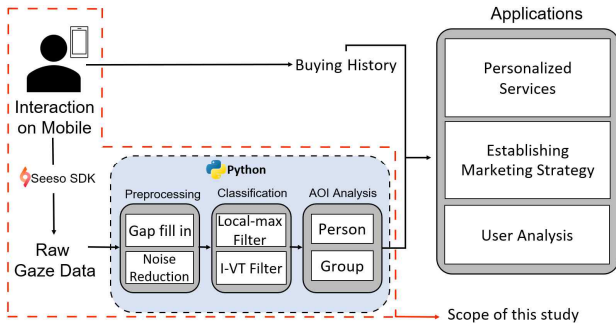 Applications
Buying History
Personalized
Services
Interaction
on Mobile
Establishing
Marketing Strategy
Seeso SDK
Python
Preprocessing
Classification
AOI Analysis
Gap fill in
Local-max
Filter
Person
User Analysis
Raw
Gaze Data
Noise
Reduction
I-VT Filter
Group
Scope of this study